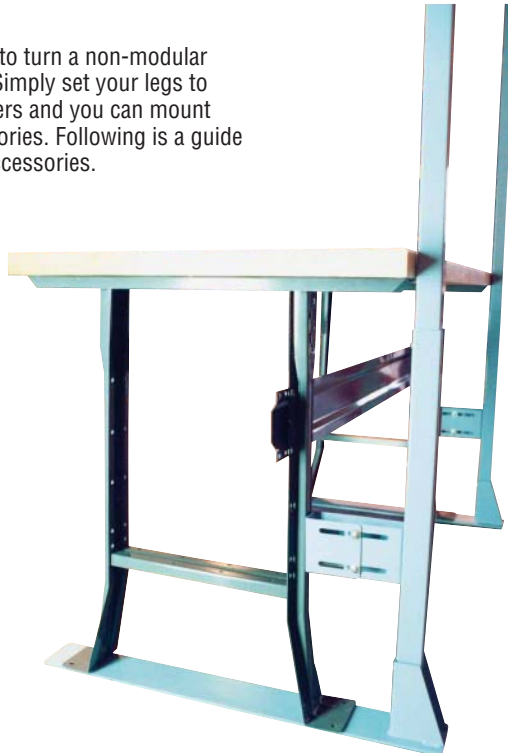 to turn a non-modular
Simply set your legs to
ers and you can mount
ories. Following is a guide
ccessories.